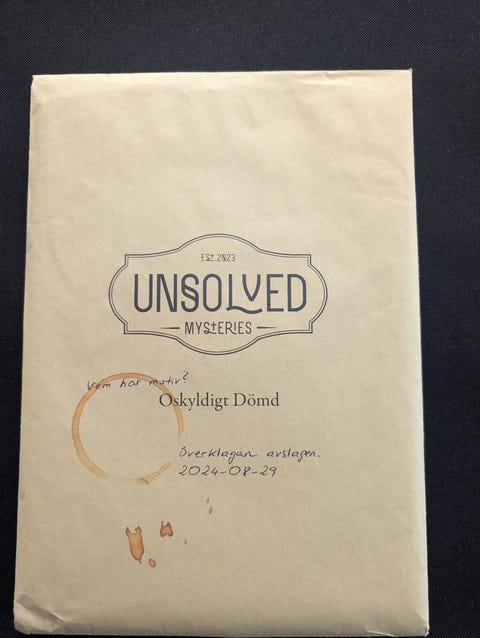 Est. 2023
UNSOLVED
MYStERIES
Vem har motiv?
Oskyldigt Dömd
Överklagan avslagen.
2024-08-29